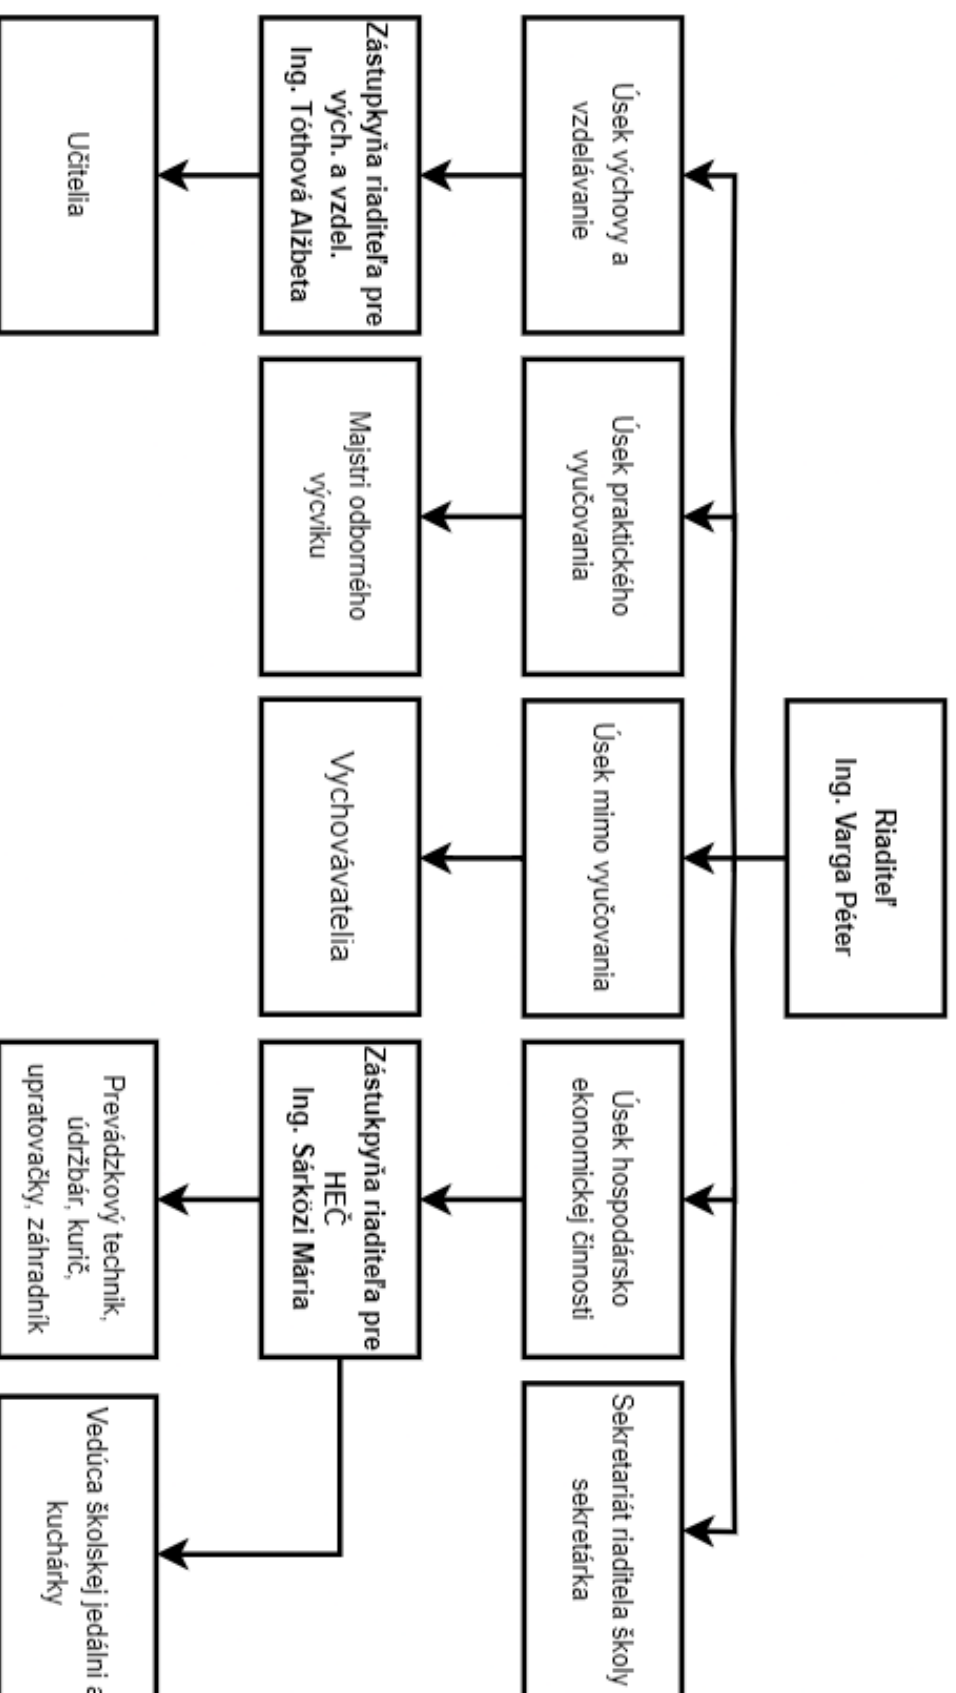 Riaditeľ
Ing. Varga Péter
Úsek výchovy a
vzdelávanie
Úsek praktického
vyučovania
Úsek mimo vyučovania
Úsek hospodársko
ekonomickej činnosti
Sekretariát riaditela školy
sekretárka
Zástupkyňa riaditeľa pre
vých. a vzdel.
Ing. Tóthová Alžbeta
Majstri odborného
výcviku
Vychovávatelia
Zástukpyňa riaditeľa pre
HEČ
Ing. Sárközi Mária
Učitelia
Prevádzkový technik,
údržbár, kurič,
upratovačky, záhradník
Vedúca školskej jedálni a
kuchárky